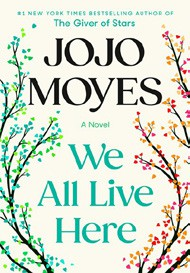 #1 NEW YORK TIMES BESTSELLING AUTHOR OF
The Giver of Stars
JOJO
MOYES
A Novel
We
All Live
Here